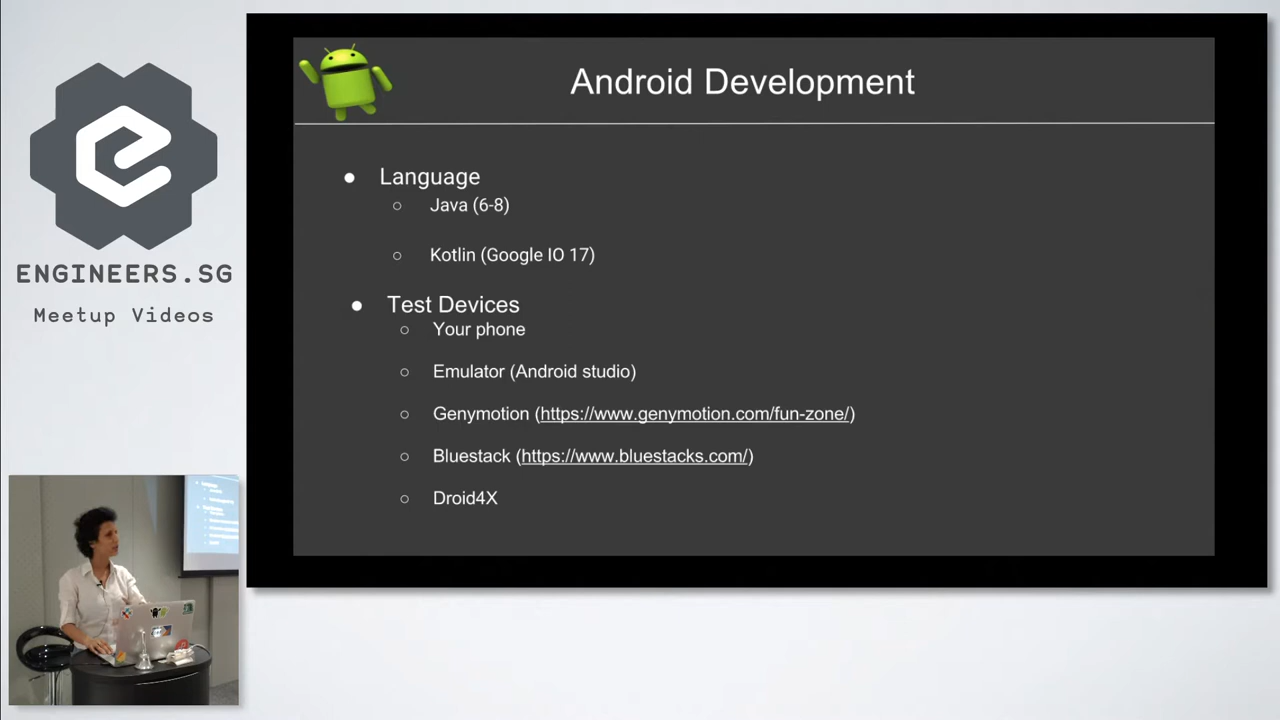 ENGINEERS.SG
Meetup Videos
Android Development
● Language
○ Java (6-8)
○ Kotlin (Google IO 17)
● Test Devices
○ Your phone
○ Emulator (Android studio)
○ Genymotion (https://www.genymotion.com/fun-zone/)
○ Bluestack (https://www.bluestacks.com/)
○ Droid4X